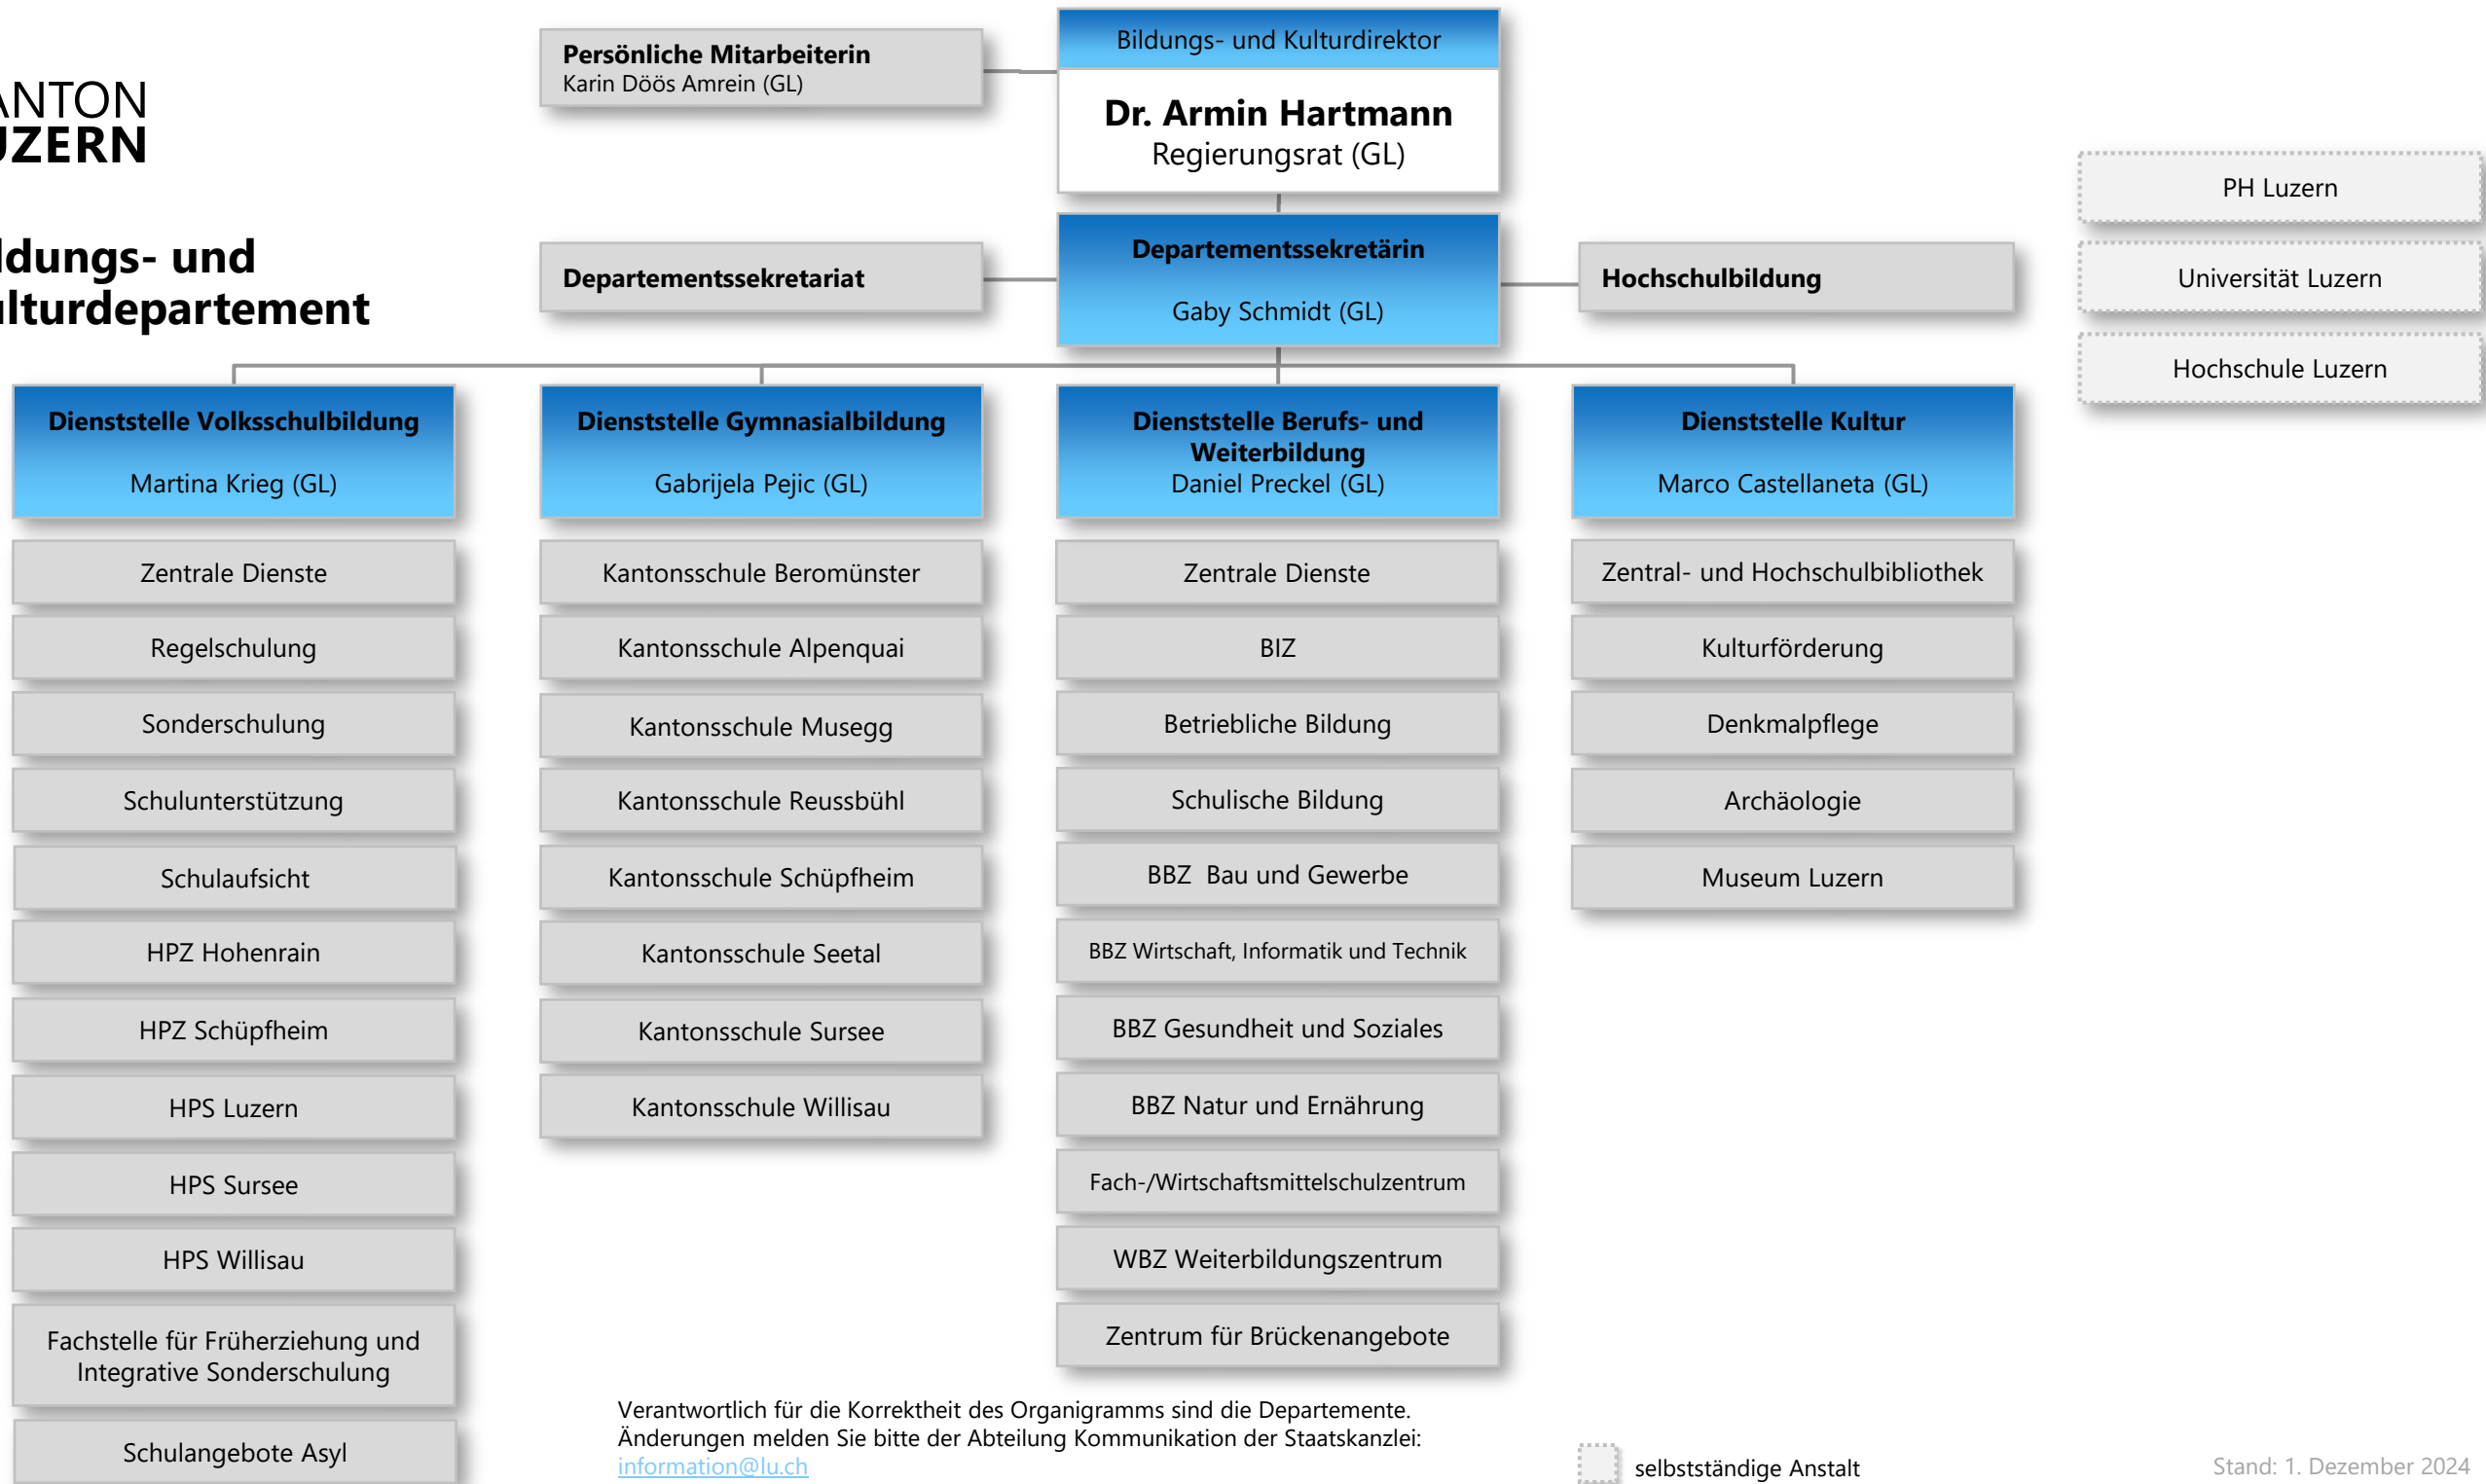 ANTON
UZERN
ldungs- und
ulturdepartement
Persönliche Mitarbeiterin
Karin Döös Amrein (GL)
Bildungs- und Kulturdirektor
Dr. Armin Hartmann
Regierungsrat (GL)
Departementssekretariat
Departementssekretärin
Gaby Schmidt (GL)
Hochschulbildung
PH Luzern
Universität Luzern
Hochschule Luzern
Dienststelle Volksschulbildung
Martina Krieg (GL)
Zentrale Dienste
Regelschulung
Sonderschulung
Schulunterstützung
Schulaufsicht
HPZ Hohenrain
HPZ Schüpfheim
HPS Luzern
HPS Sursee
HPS Willisau
Fachstelle für Früherziehung und
Integrative Sonderschulung
Schulangebote Asyl
Dienststelle Gymnasialbildung
Gabrijela Pejic (GL)
Kantonsschule Beromünster
Kantonsschule Alpenquai
Kantonsschule Musegg
Kantonsschule Reussbühl
Kantonsschule Schüpfheim
Kantonsschule Seetal
Kantonsschule Sursee
Kantonsschule Willisau
Dienststelle Berufs- und
Weiterbildung
Daniel Preckel (GL)
Zentrale Dienste
BIZ
Betriebliche Bildung
Schulische Bildung
BBZ  Bau und Gewerbe
BBZ Wirtschaft, Informatik und Technik
BBZ Gesundheit und Soziales
BBZ Natur und Ernährung
Fach-/Wirtschaftsmittelschulzentrum
WBZ Weiterbildungszentrum
Zentrum für Brückenangebote
Dienststelle Kultur
Marco Castellaneta (GL)
Zentral- und Hochschulbibliothek
Kulturförderung
Denkmalpflege
Archäologie
Museum Luzern
Verantwortlich für die Korrektheit des Organigramms sind die Departemente.
Änderungen melden Sie bitte der Abteilung Kommunikation der Staatskanzlei:
information@lu.ch
selbstständige Anstalt
Stand: 1. Dezember 2024